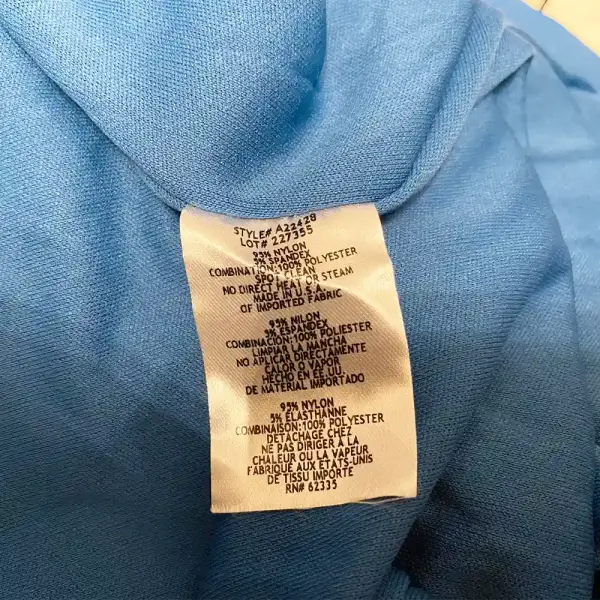 STYLE# A22428
LOT# 227355
95% NYLON
5% SPANDEX
COMBINATION:100% POLYESTER
SPOT CLEAN
NO DIRECT HEAT OR STEAM
MADE IN U.S.A.
OF IMPORTED FABRIC
95% NILON
5% ESPANDEX
COMBINACIÓN:100% POLIESTER
LIMPIAR LA MANCHA
NO APLICAR DIRECTAMENTE
CALOR O VAPOR
HECHO EN EE.UU.
DE MATERIAL IMPORTADO
95% NYLON
5% ELASTHANNE
COMBINAISON:100% POLYESTER
DETACHAGE CHEZ
NE PAS DIRIGER A LA
CHALEUR OU LA VAPEUR
FABRIQUÉ AUX ÉTATS-UNIS
DE TISSU IMPORTE
RN# 62335